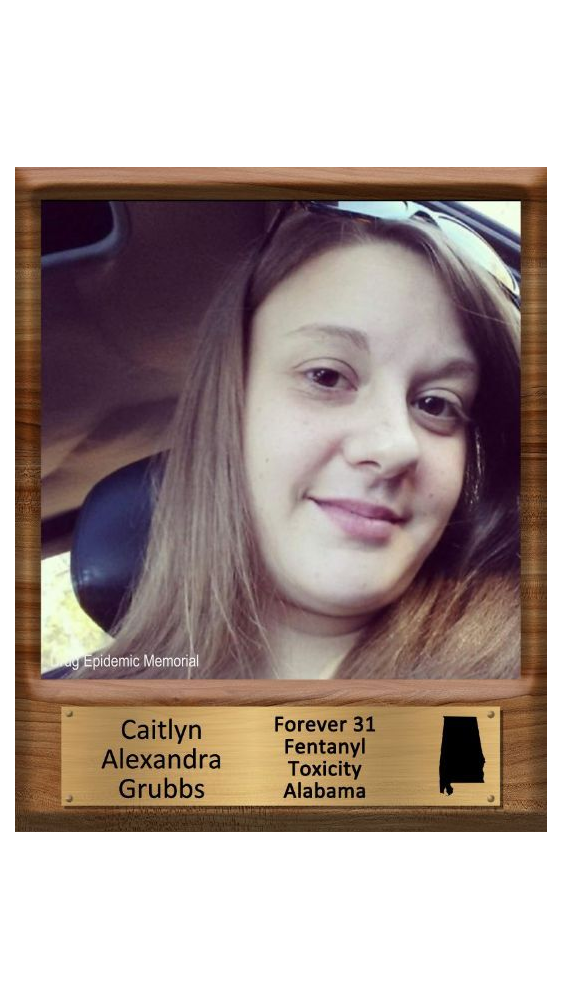 Drug Epidemic Memorial
Caitlyn
Alexandra
Grubbs
Forever 31
Fentanyl
Toxicity
Alabama